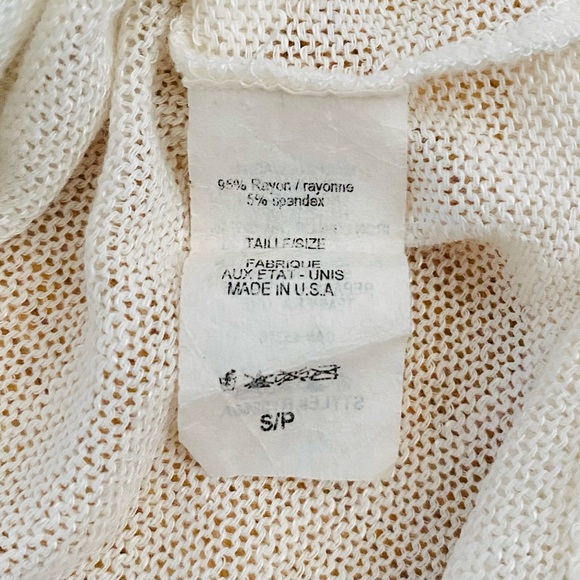 95% Rayon / rayonne
5% spandex
TAILLE/SIZE
FABRIQUE
AUX ETAT - UNIS
MADE IN U.S.A
S/P